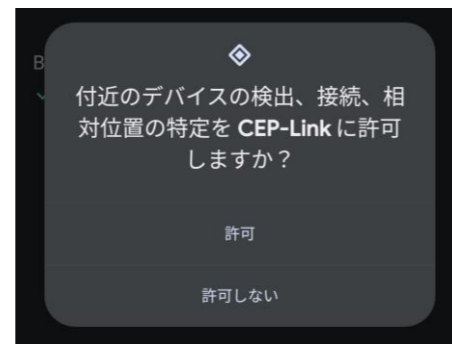 B
付近のデバイスの検出、接続、相
対位置の特定を CEP-Link に許可
しますか？
許可
許可しない